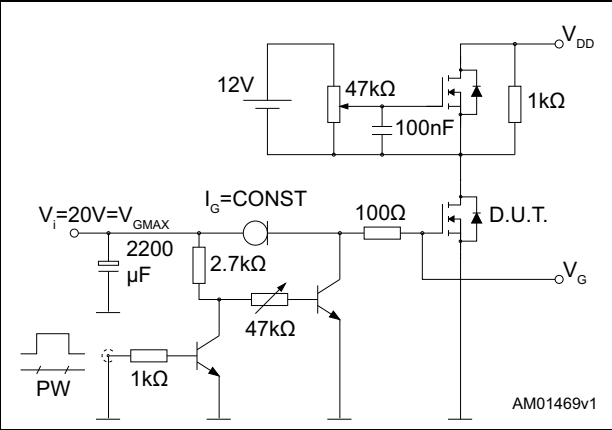 V_DD
12V
47kΩ
1kΩ
100nF
I_G=CONST
100Ω
D.U.T.
V_i=20V=V_GMAX
2200
µF
2.7kΩ
V_G
47kΩ
PW
1kΩ
AM01469v1